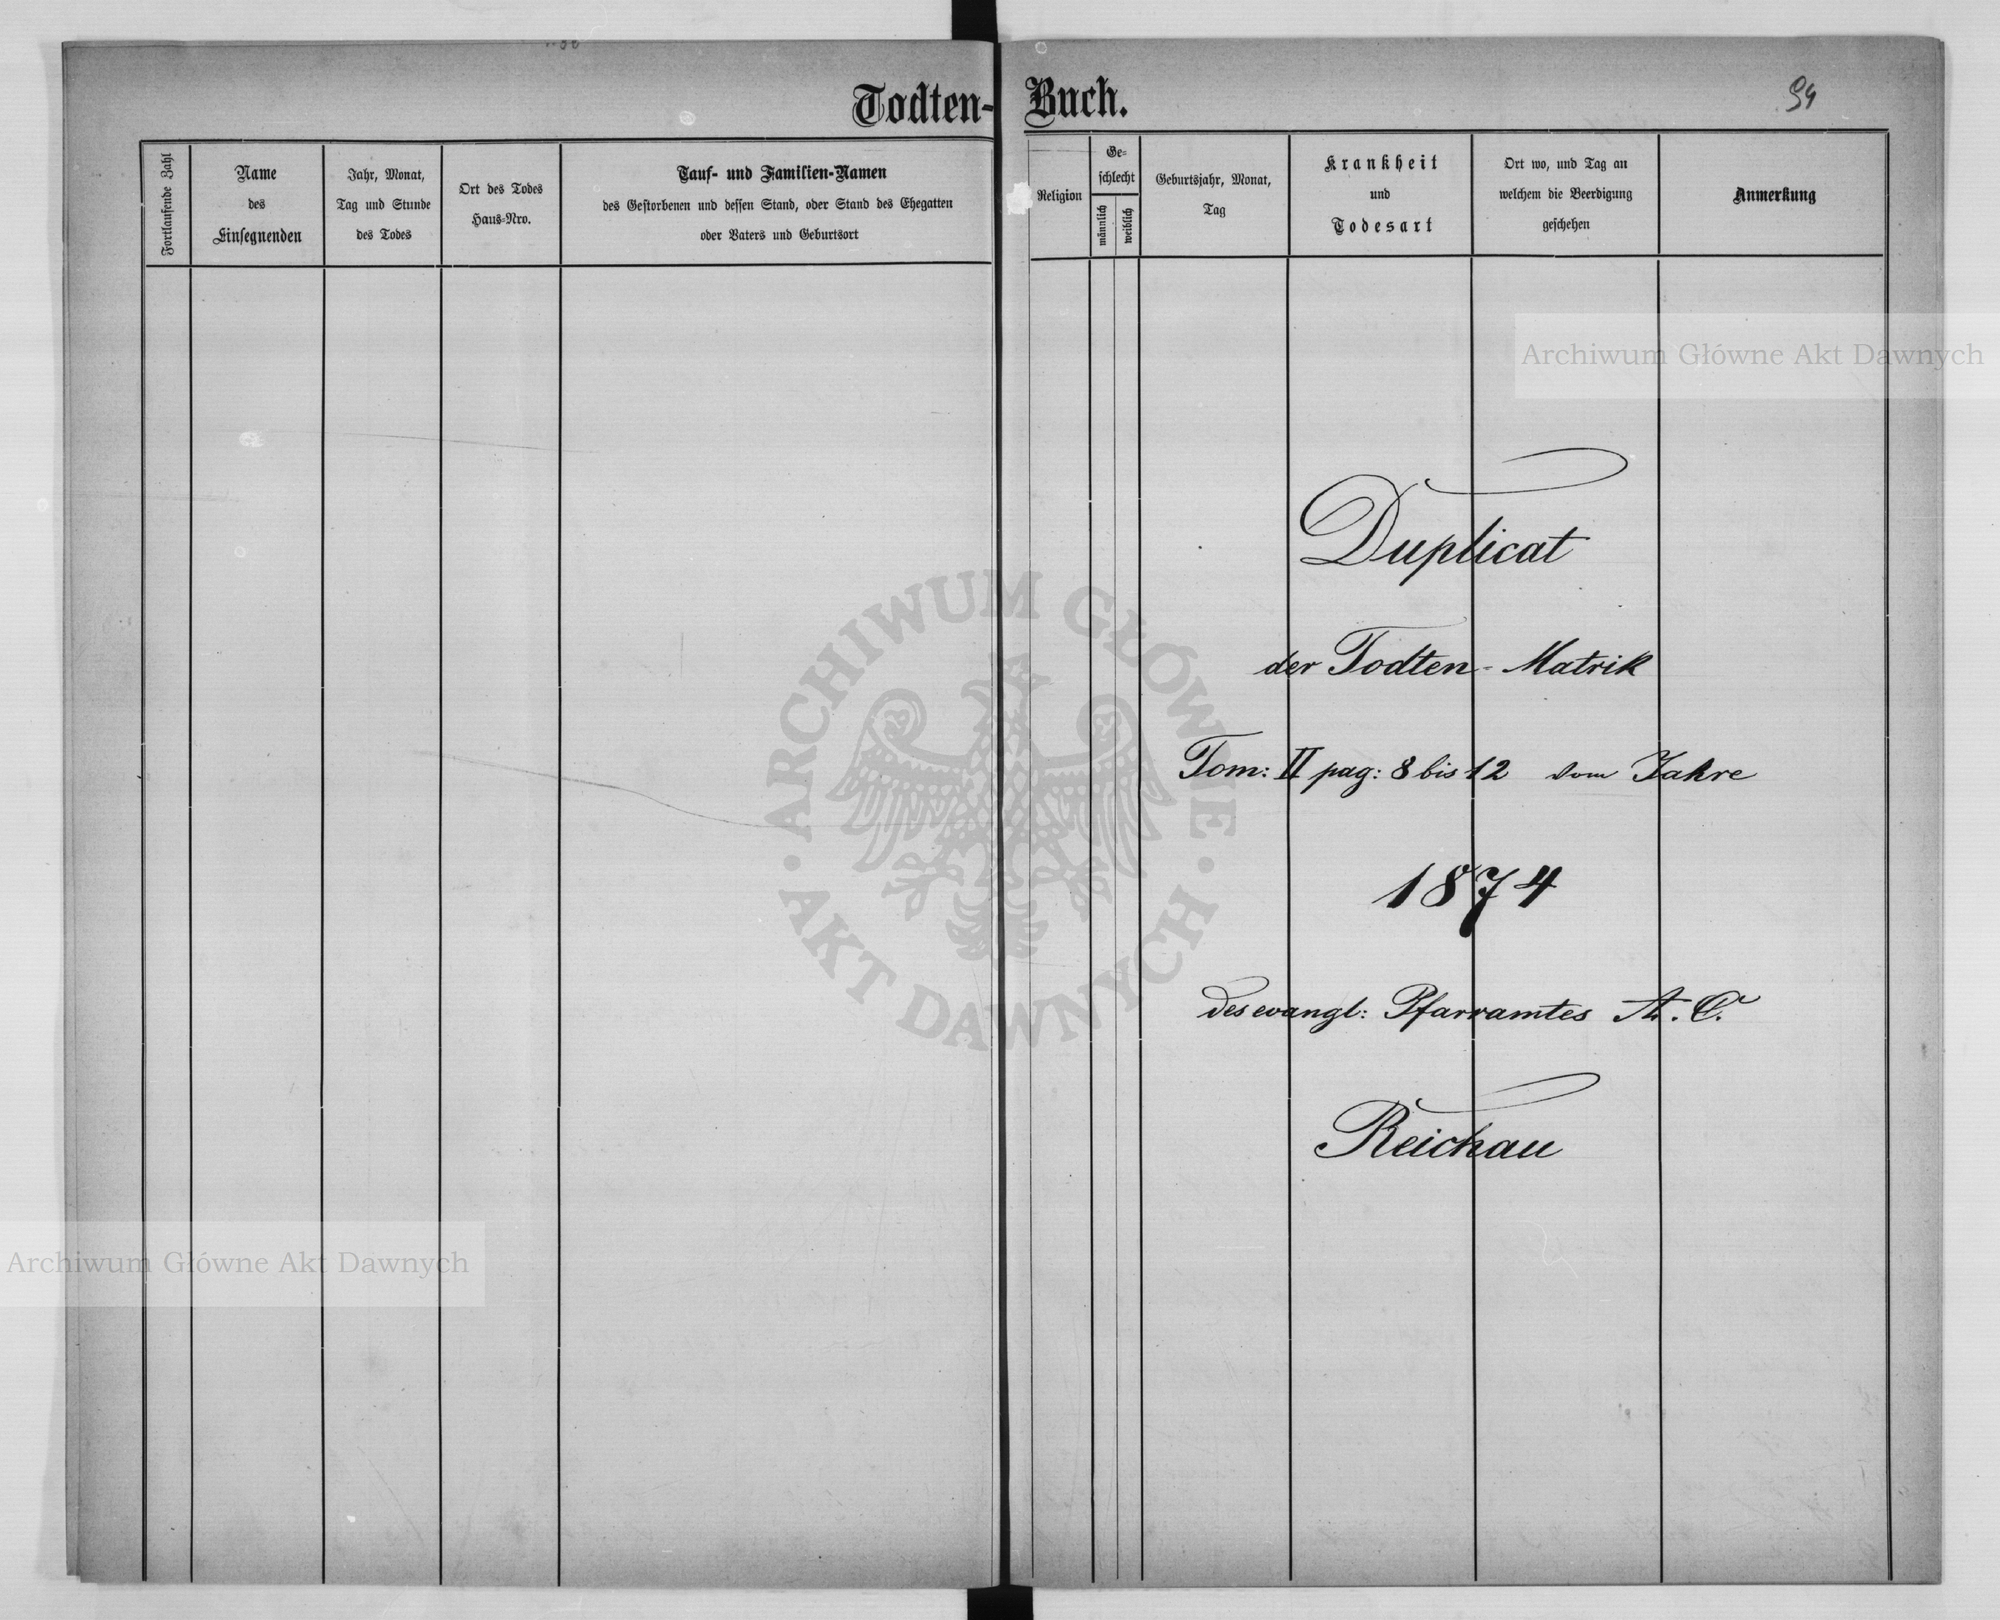 Todten-Buch.
94
Fortlaufende Zahl
Name
des
Einsegnenden
Jahr, Monat,
Tag und Stunde
des Todes
Ort des Todes
Haus-Nro.
Tauf- und Familien-Namen
des Gestorbenen und dessen Stand, oder Stand des Ehegatten
oder Vaters und Geburtsort
Religion
Ge-
schlecht
männlich
weiblich
Geburtsjahr, Monat,
Tag
Krankheit
und
Todesart
Ort wo, und Tag an
welchem die Beerdigung
geschehen
Anmerkung
Archiwum Główne Akt Dawnych
Duplicat
der Todten-Matrik
Tom: II pag: 8 bis 12 vom Jahre
1874
des evangl: Pfarramtes A. C.
Reichau
ARCHIWUM GŁÓWNE
· AKT DAWNYCH ·
Archiwum Główne Akt Dawnych